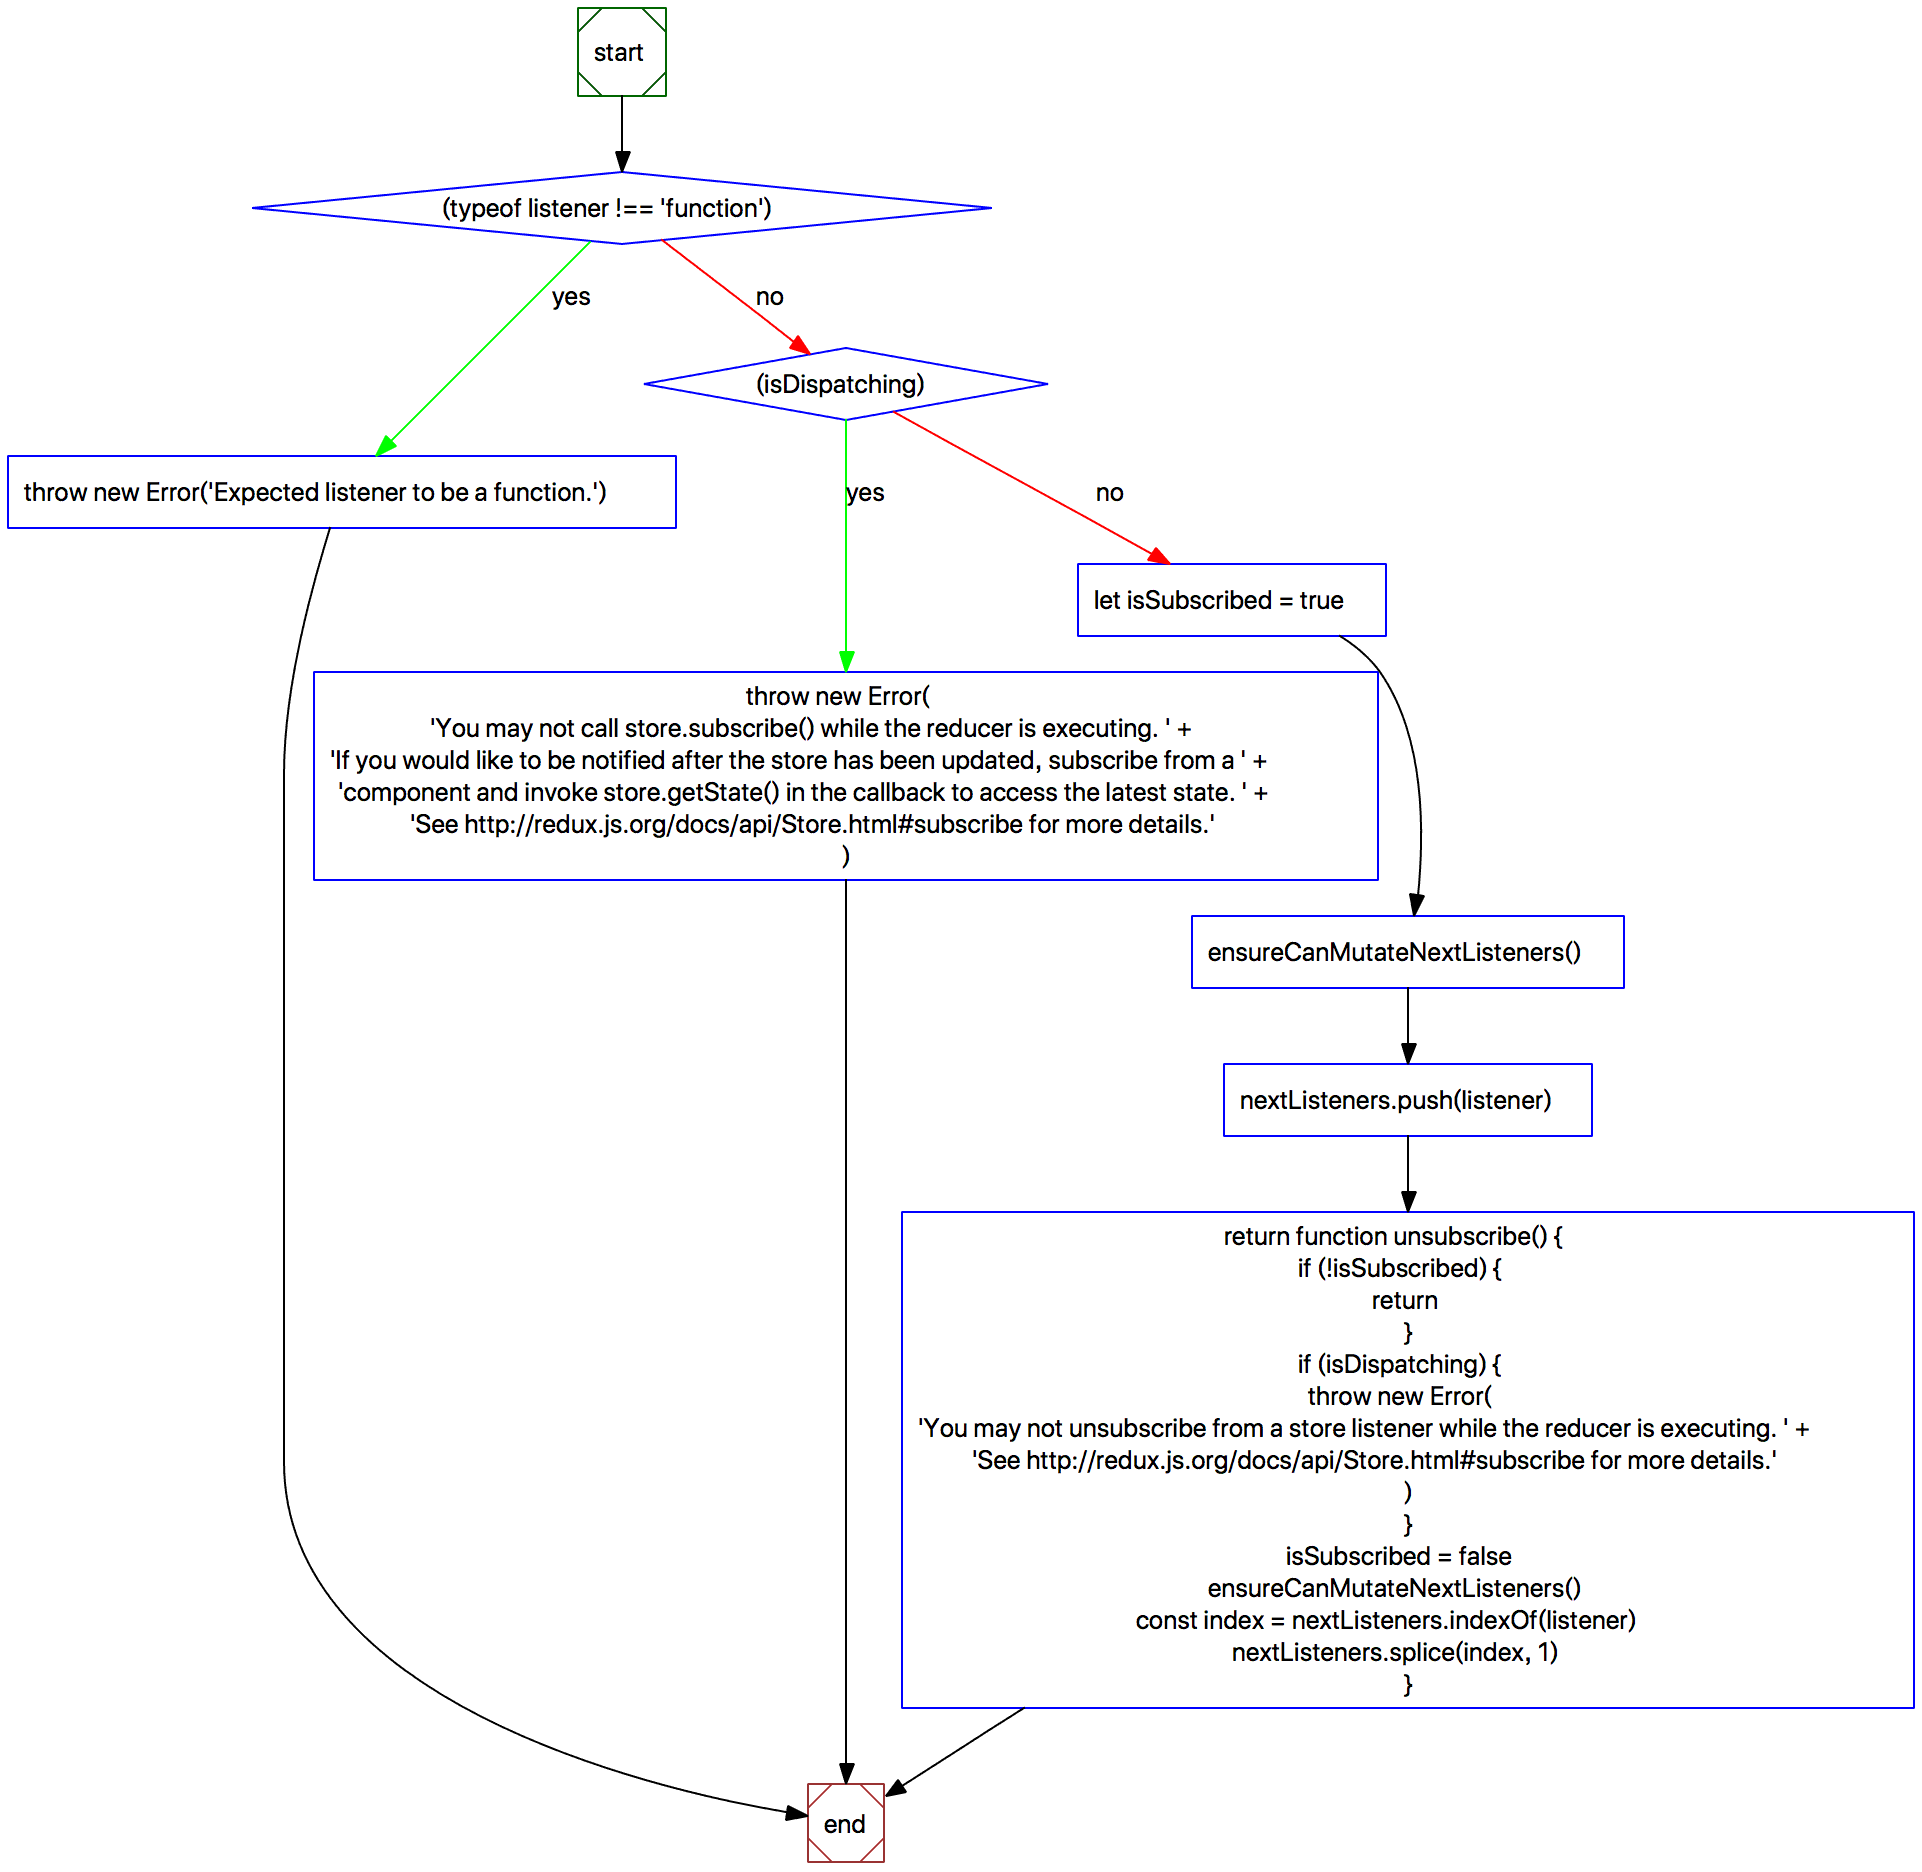 start
(typeof listener !== 'function')
yes
no
(isDispatching)
throw new Error('Expected listener to be a function.')
yes
no
let isSubscribed = true
throw new Error(
'You may not call store.subscribe() while the reducer is executing. ' +
'If you would like to be notified after the store has been updated, subscribe from a ' +
'component and invoke store.getState() in the callback to access the latest state. ' +
'See http://redux.js.org/docs/api/Store.html#subscribe for more details.'
)
ensureCanMutateNextListeners()
nextListeners.push(listener)
return function unsubscribe() {
if (!isSubscribed) {
return
}
if (isDispatching) {
throw new Error(
'You may not unsubscribe from a store listener while the reducer is executing. ' +
'See http://redux.js.org/docs/api/Store.html#subscribe for more details.'
)
}
isSubscribed = false
ensureCanMutateNextListeners()
const index = nextListeners.indexOf(listener)
nextListeners.splice(index, 1)
}
end